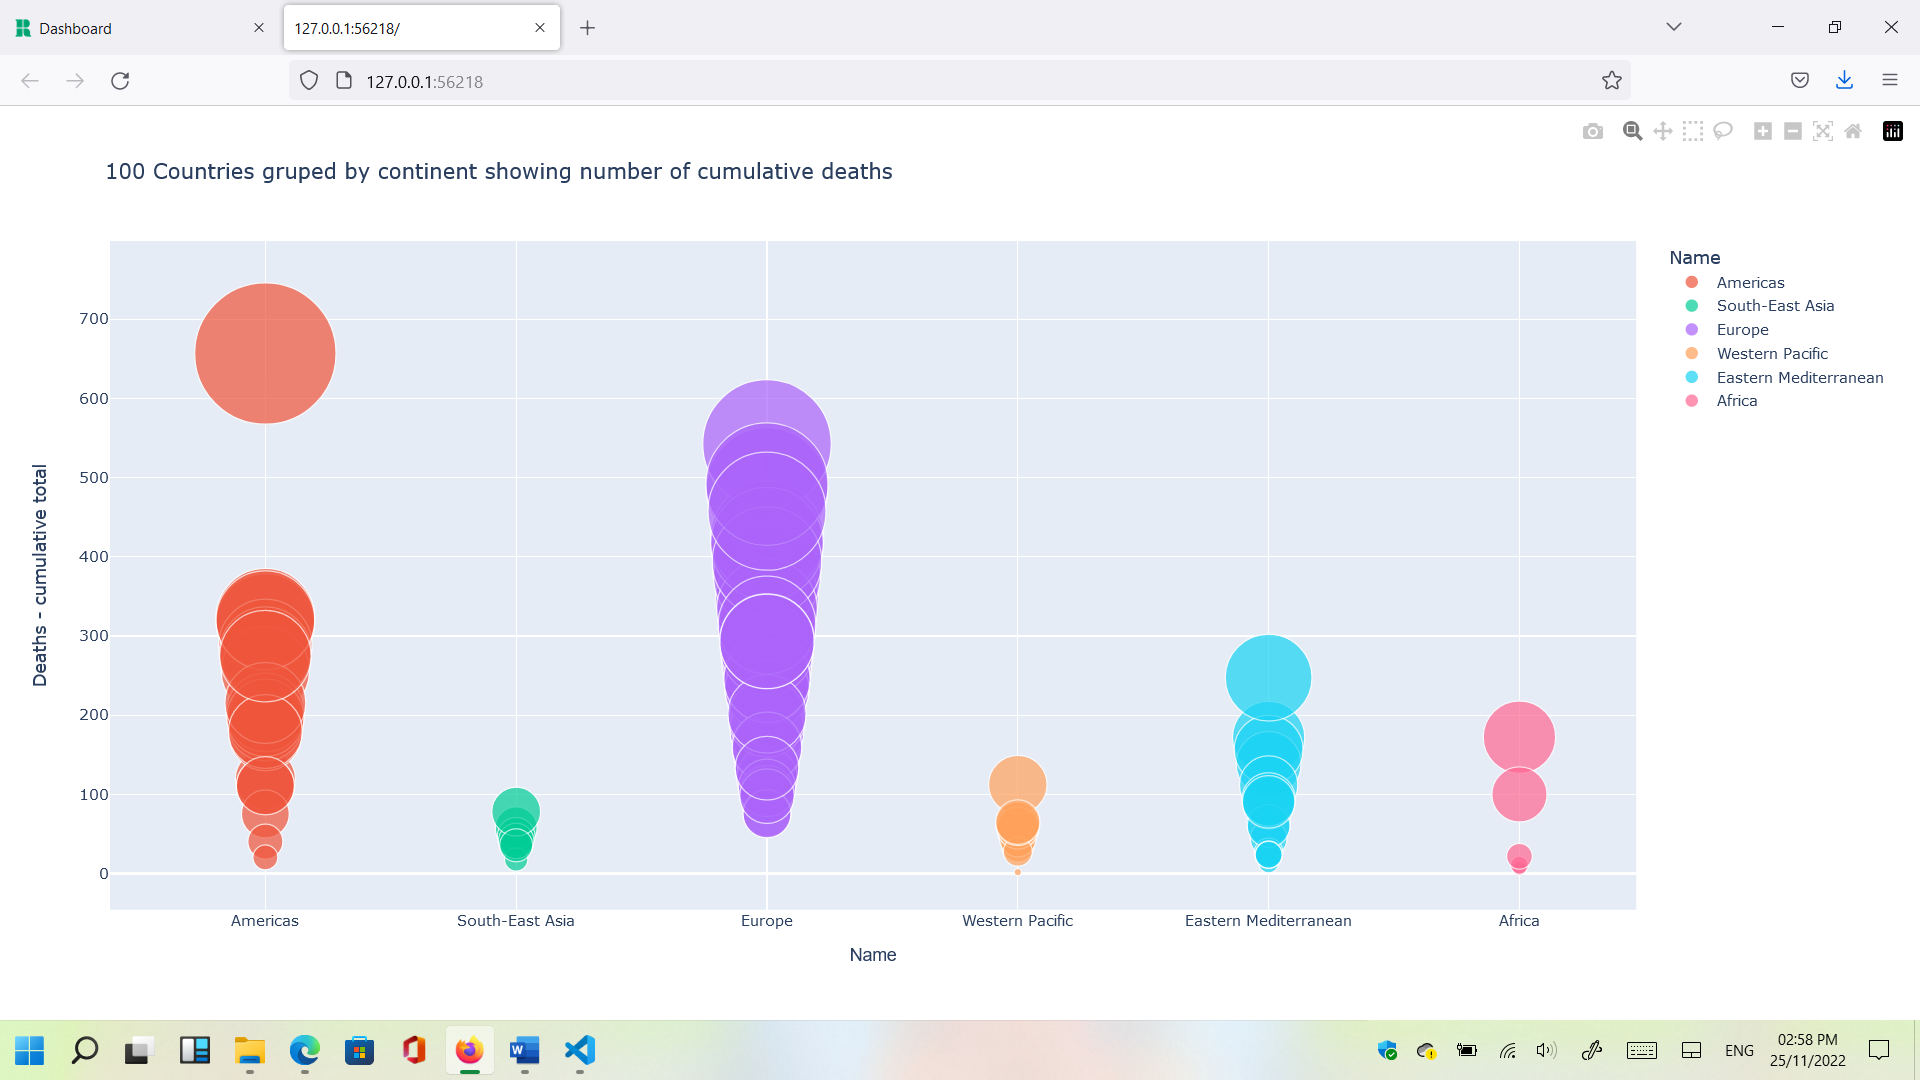 Dashboard
127.0.0.1:56218/
127.0.0.1:56218
100 Countries gruped by continent showing number of cumulative deaths
Name
Americas
South-East Asia
Europe
Western Pacific
Eastern Mediterranean
Africa
700
600
500
400
300
200
100
0
Deaths - cumulative total
Americas South-East Asia Europe Western Pacific Eastern Mediterranean Africa
Name
ENG
02:58 PM
25/11/2022